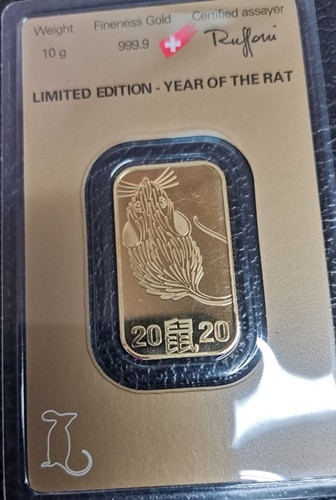 Weight Fineness Gold Certified assayer
10 g 999.9 Ruffoni
LIMITED EDITION - YEAR OF THE RAT
20鼠20